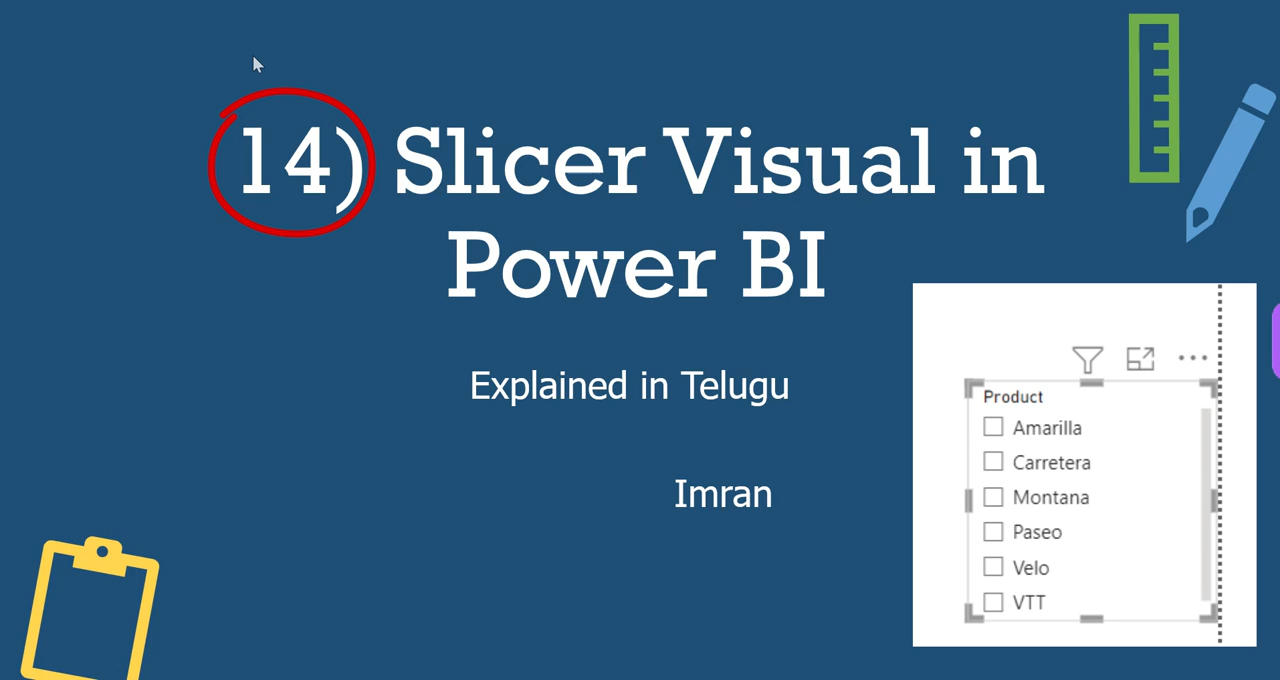 14) Slicer Visual in
Power BI
Explained in Telugu
Imran
Product
Amarilla
Carretera
Montana
Paseo
Velo
VTT